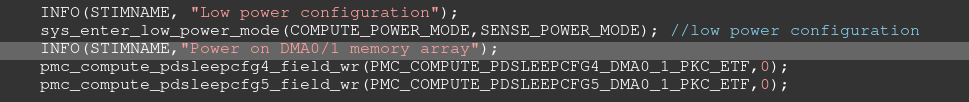 INFO(STIMNAME, "Low power configuration");
sys_enter_low_power_mode(COMPUTE_POWER_MODE,SENSE_POWER_MODE); //low power configuration
INFO(STIMNAME,"Power on DMA0/1 memory array");
pmc_compute_pdsleepcfg4_field_wr(PMC_COMPUTE_PDSLEEPCFG4_DMA0_1_PKC_ETF,0);
pmc_compute_pdsleepcfg5_field_wr(PMC_COMPUTE_PDSLEEPCFG5_DMA0_1_PKC_ETF,0);